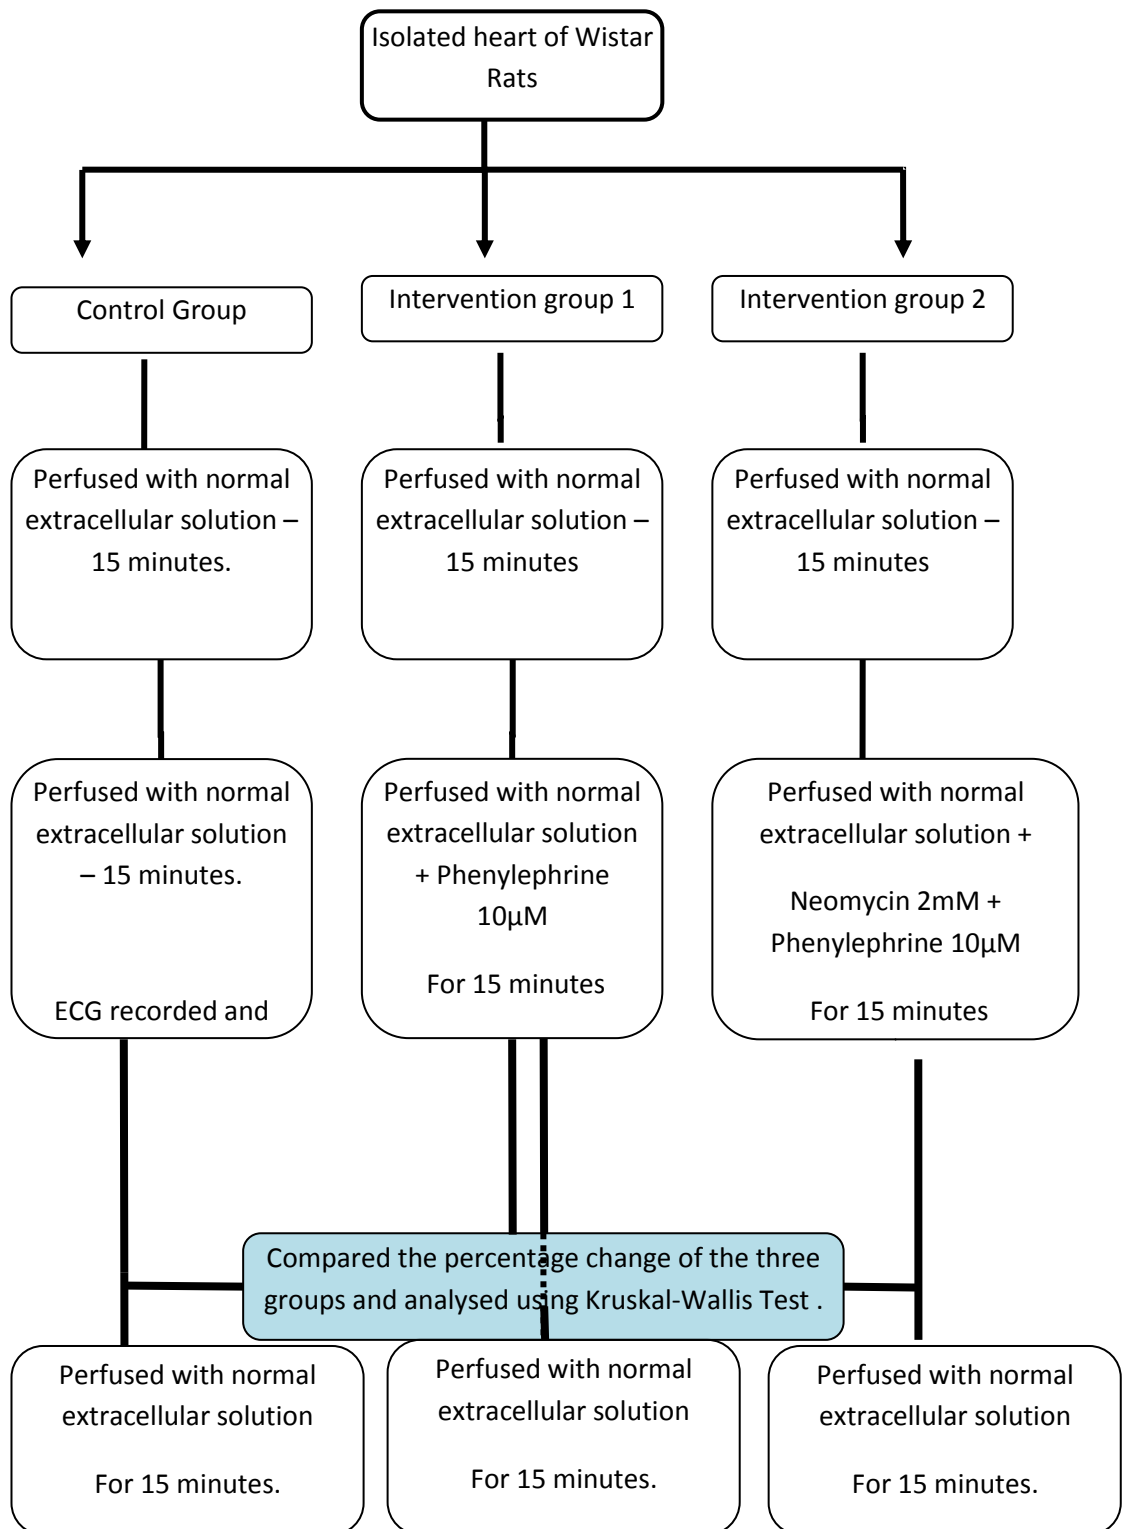 Isolated heart of Wistar
Rats
Control Group
Intervention group 1
Intervention group 2
Perfused with normal
extracellular solution –
15 minutes.
Perfused with normal
extracellular solution –
15 minutes
Perfused with normal
extracellular solution –
15 minutes
Perfused with normal
extracellular solution
– 15 minutes.
ECG recorded and
Perfused with normal
extracellular solution
+ Phenylephrine
10µM
For 15 minutes
Perfused with normal
extracellular solution +
Neomycin 2mM +
Phenylephrine 10µM
For 15 minutes
Compared the percentage change of the three
groups and analysed using Kruskal-Wallis Test .
Perfused with normal
extracellular solution
For 15 minutes.
Perfused with normal
extracellular solution
For 15 minutes.
Perfused with normal
extracellular solution
For 15 minutes.